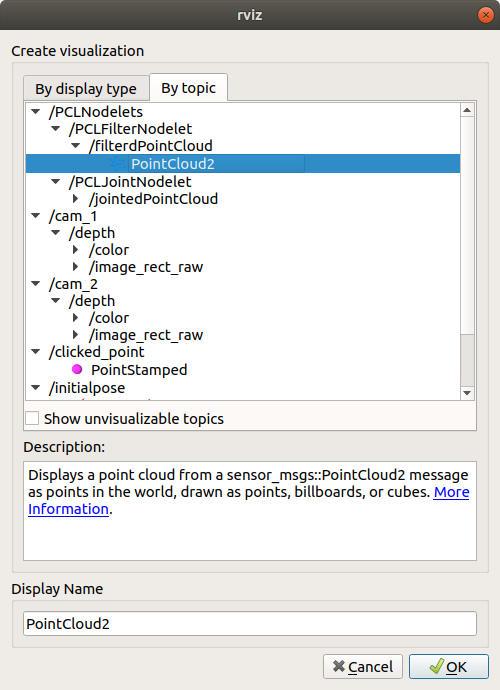 rviz
Create visualization
By display type
By topic
/PCLNodelets
/PCLFilterNodelet
/filterdPointCloud
PointCloud2
/PCLJointNodelet
/jointedPointCloud
/cam_1
/depth
/color
/image_rect_raw
/cam_2
/depth
/color
/image_rect_raw
/clicked_point
PointStamped
/initialpose
Show unvisualizable topics
Description:
Displays a point cloud from a sensor_msgs::PointCloud2 message
as points in the world, drawn as points, billboards, or cubes. More
Information.
Display Name
PointCloud2
Cancel
OK